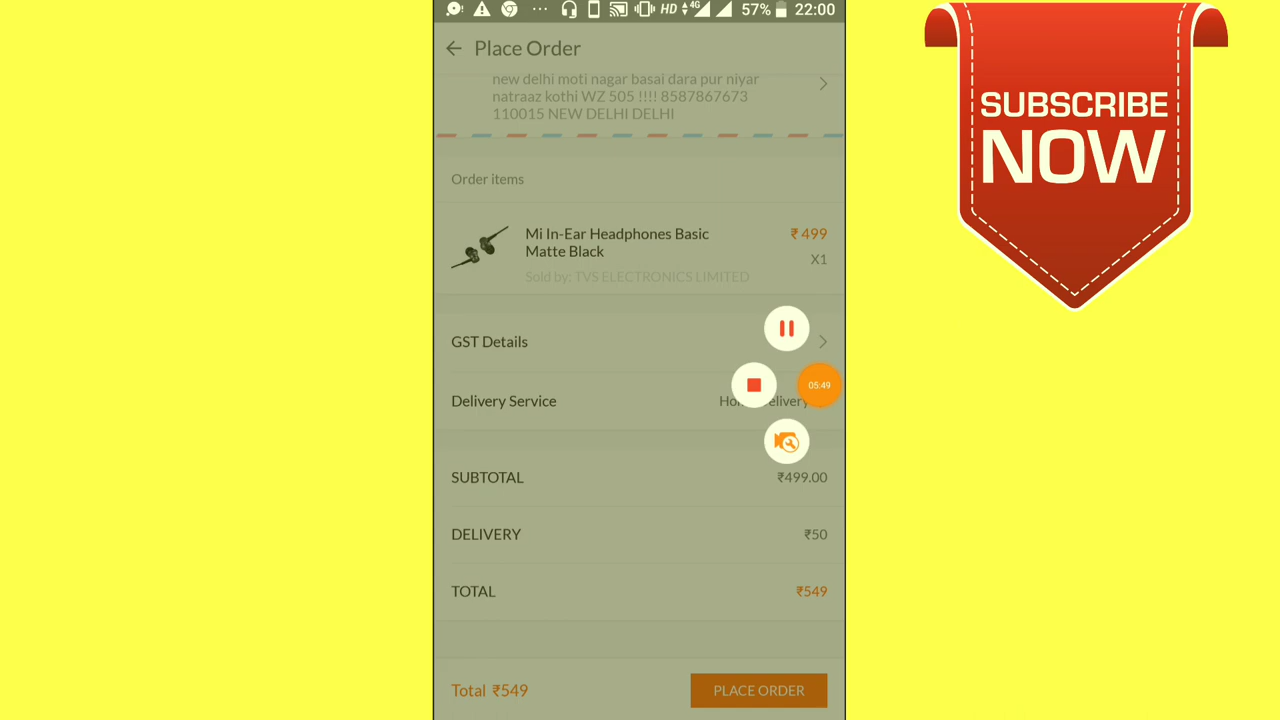 HD 4G 57% 22:00
Place Order
new delhi moti nagar basai dara pur niyar
natraaz kothi WZ 505 !!!! 8587867673
110015 NEW DELHI DELHI
Order items
Mi In-Ear Headphones Basic
Matte Black
₹ 499
X1
Sold by: TVS ELECTRONICS LIMITED
GST Details
05:49
Delivery Service
SUBTOTAL ₹499.00
DELIVERY ₹50
TOTAL ₹549
Total ₹549 PLACE ORDER
SUBSCRIBE
NOW